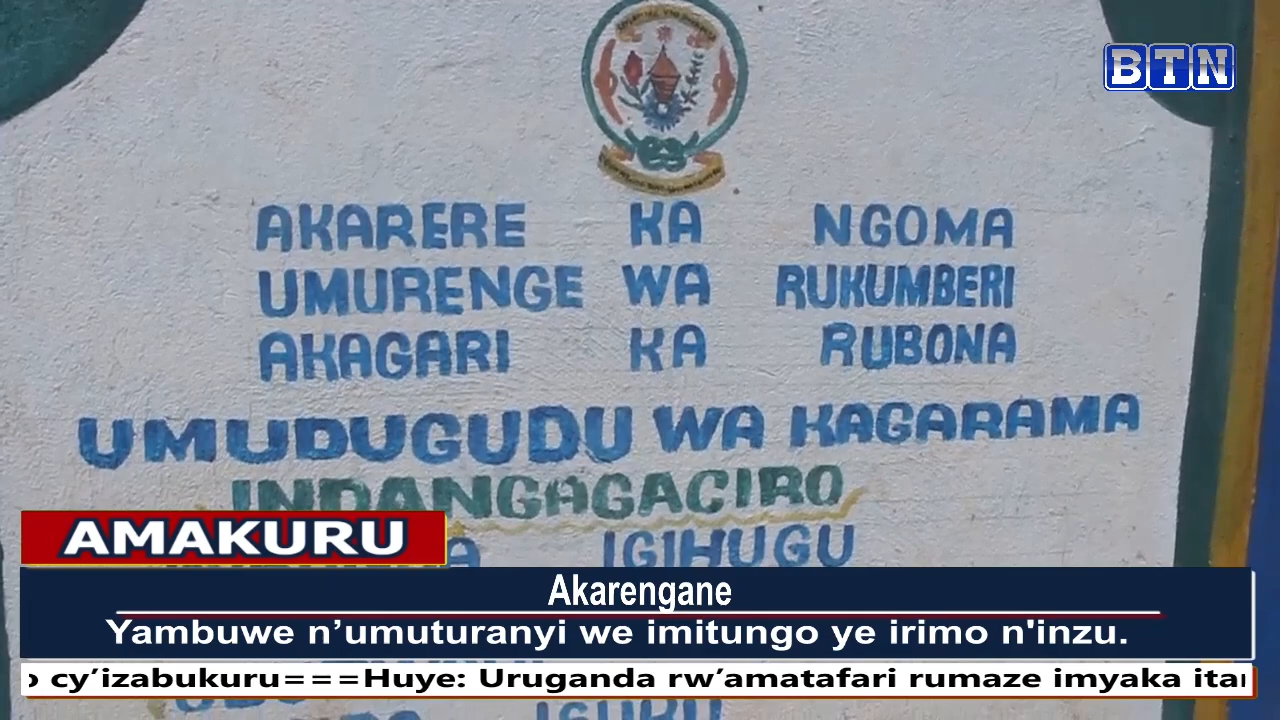 BTN
AKARERE KA NGOMA
UMURENGE WA RUKUMBERI
AKAGARI KA RUBONA
UMUDUGUDU WA KAGARAMA
INDANGAGACIRO
IGIHUGU
AMAKURU
Akarengane
Yambuwe n’umuturanyi we imitungo ye irimo n'inzu.
cy’izabukuru===Huye: Uruganda rw’amatafari rumaze imyaka